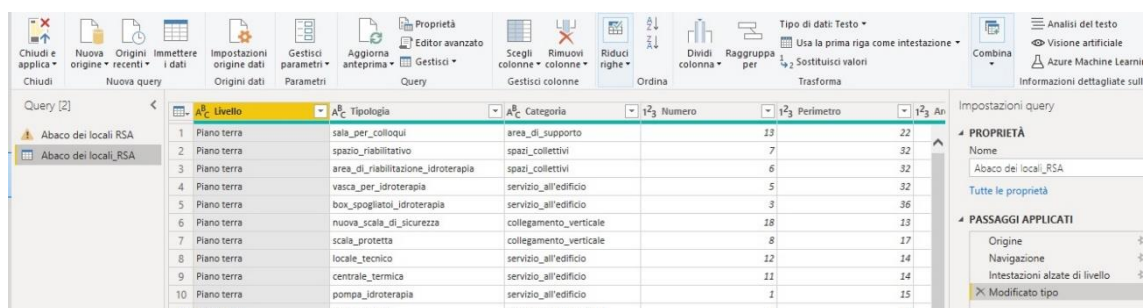 Chiudi e applica
Nuova origine
Origini recenti
Immettere i dati
Impostazioni origine dati
Gestisci parametri
Aggiorna anteprima
Proprietà
Editor avanzato
Gestisci
Scegli colonne
Rimuovi colonne
Riduci righe
Dividi colonna
Raggruppa per
Tipo di dati: Testo
Usa la prima riga come intestazione
Sostituisci valori
Combina
Analisi del testo
Visione artificiale
Azure Machine Learnin
Chiudi
Nuova query
Origini dati
Parametri
Query
Gestisci colonne
Ordina
Trasforma
Informazioni dettagliate sull
Query [2]
Abaco dei locali RSA
Abaco dei locali_RSA
Livello Tipologia Categoria Numero Perimetro Are
1 Piano terra sala_per_colloqui area_di_supporto 13 22
2 Piano terra spazio_riabilitativo spazi_collettivi 7 32
3 Piano terra area_di_riabilitazione_idroterapia spazi_collettivi 6 32
4 Piano terra vasca_per_idroterapia servizio_all'edificio 5 32
5 Piano terra box_spogliatoi_idroterapia servizio_all'edificio 3 36
6 Piano terra nuova_scala_di_sicurezza collegamento_verticale 18 13
7 Piano terra scala_protetta collegamento_verticale 8 17
8 Piano terra locale_tecnico servizio_all'edificio 12 14
9 Piano terra centrale_termica servizio_all'edificio 11 14
10 Piano terra pompa_idroterapia servizio_all'edificio 1 15
Impostazioni query
PROPRIETÀ
Nome
Abaco dei locali_RSA
Tutte le proprietà
PASSAGGI APPLICATI
Origine
Navigazione
Intestazioni alzate di livello
Modificato tipo